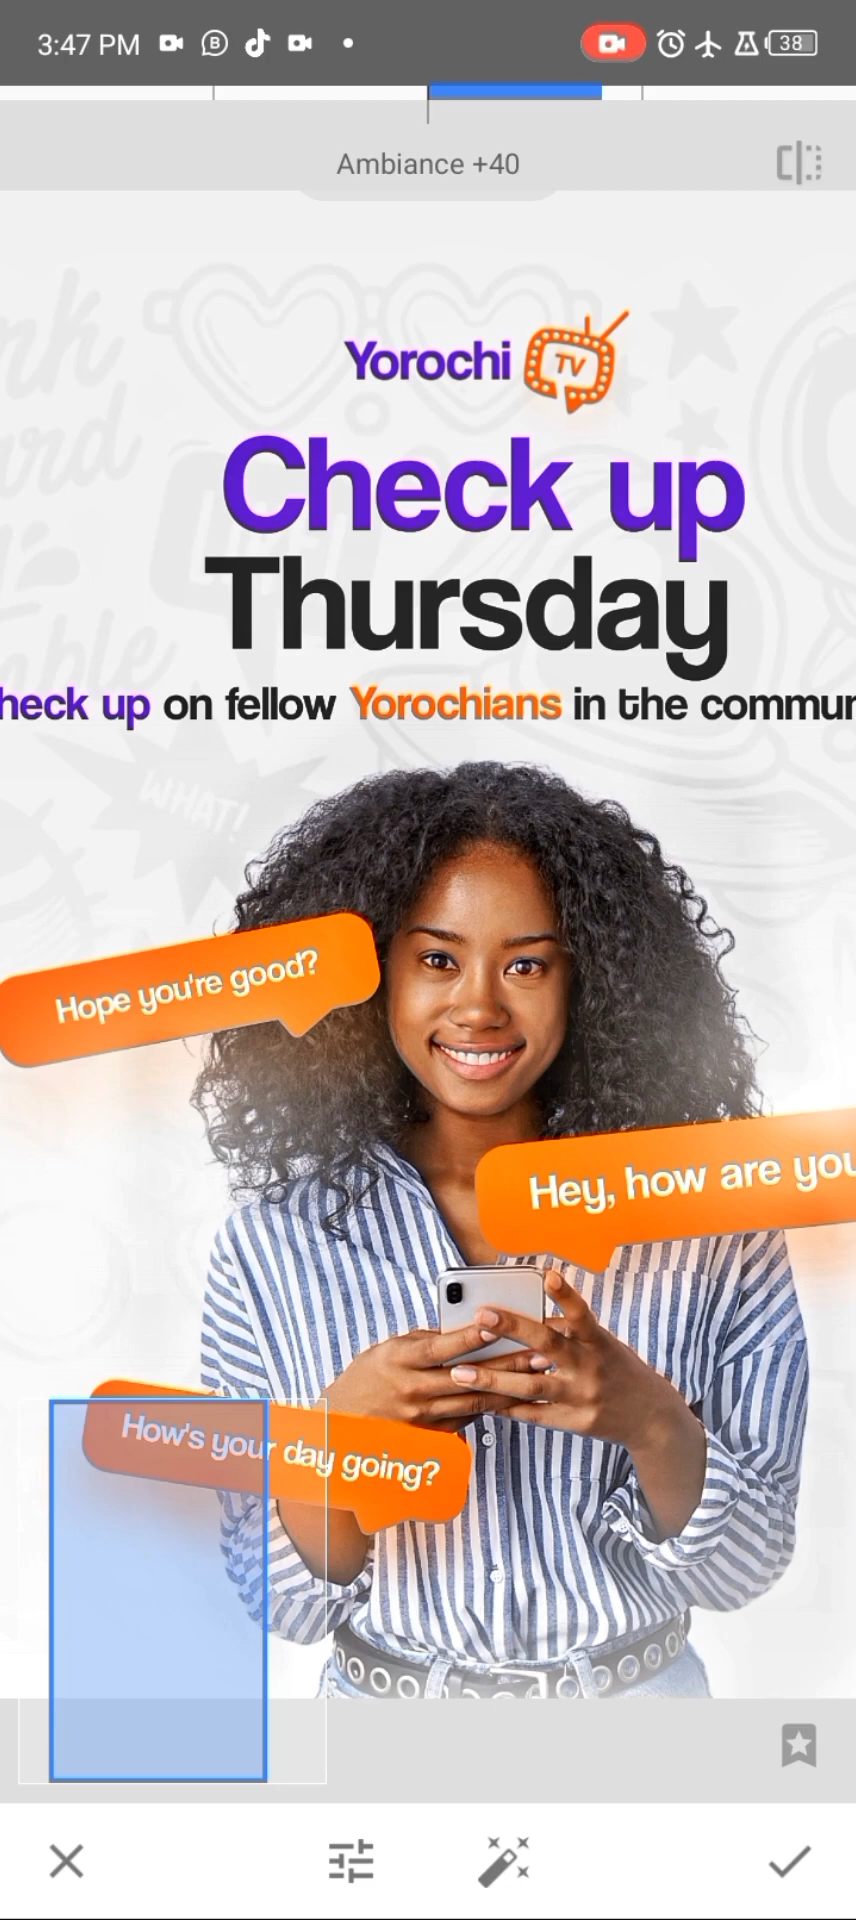 3:47 PM
38
Ambiance +40
Yorochi TV
Check up
Thursday
heck up on fellow Yorochians in the commun
WHAT!
Hope you're good?
Hey, how are you
How's your day going?